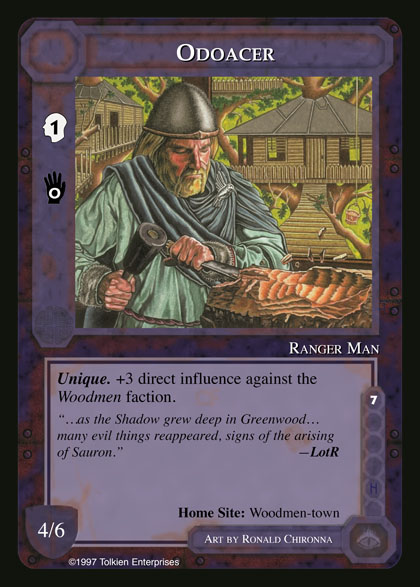 Odoacer
1
0
Ranger Man
Unique. +3 direct influence against the
Woodmen faction.
7
“…as the Shadow grew deep in Greenwood…
many evil things reappeared, signs of the arising
of Sauron.” —LotR
H
Home Site: Woodmen-town
4/6
Art by Ronald Chironna
©1997 Tolkien Enterprises